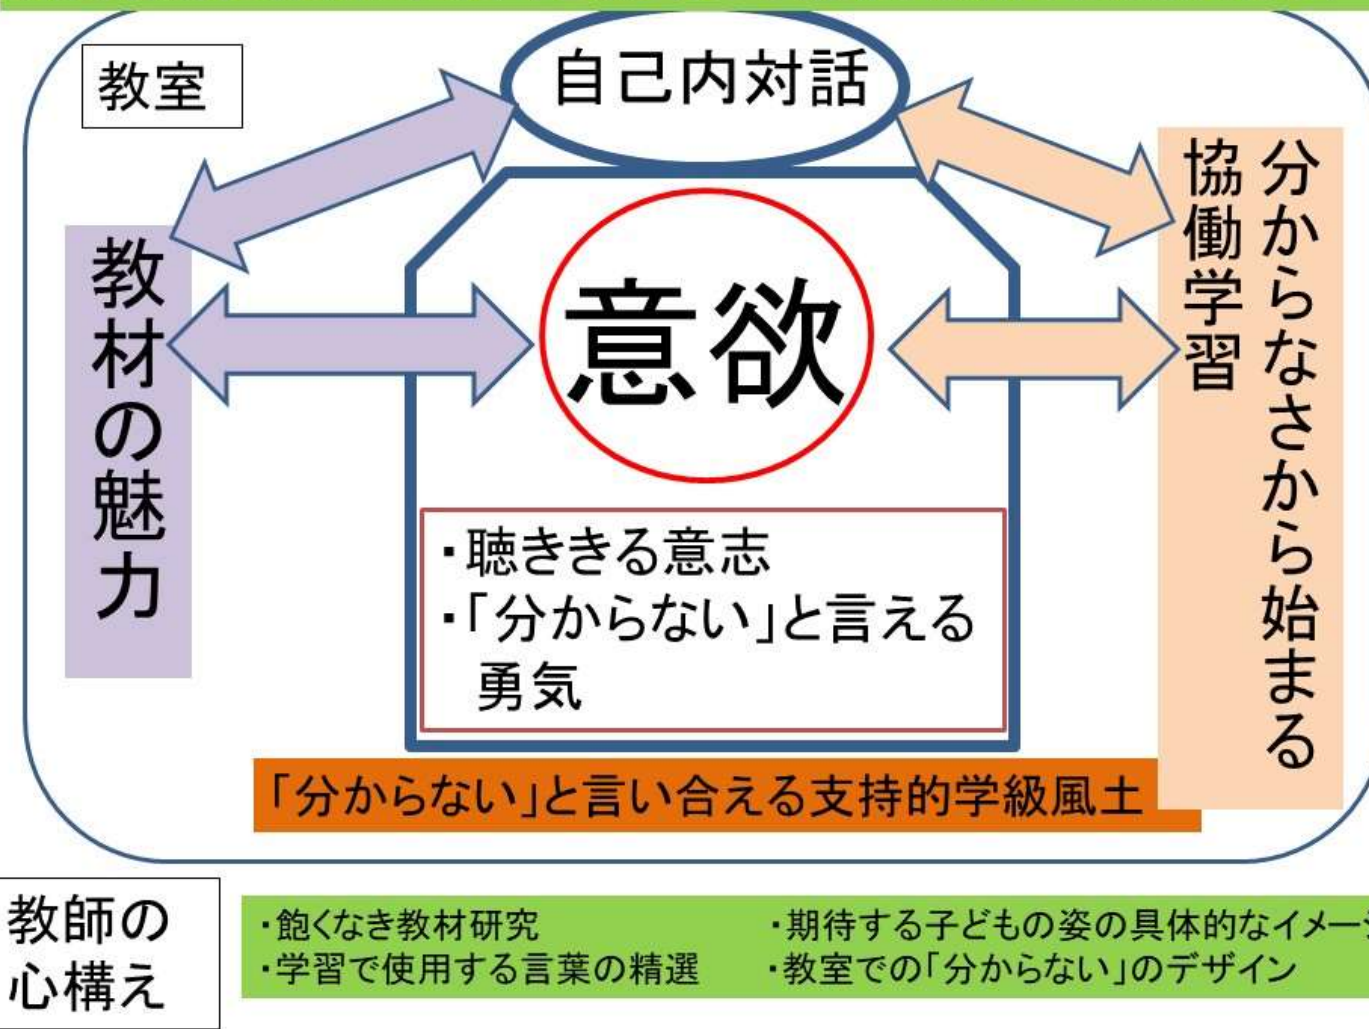 教室
自己内対話
教材の魅力
意欲
分からなさから始まる
協働学習
・聴ききる意志
・「分からない」と言える
勇気
「分からない」と言い合える支持的学級風土
教師の
心構え
・飽くなき教材研究
・学習で使用する言葉の精選
・期待する子どもの姿の具体的なイメー
・教室での「分からない」のデザイン